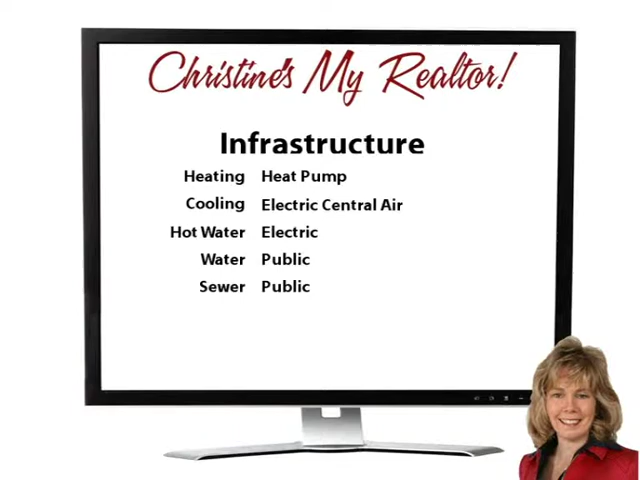 Christine's My Realtor!
Infrastructure
Heating Heat Pump
Cooling Electric Central Air
Hot Water Electric
Water Public
Sewer Public